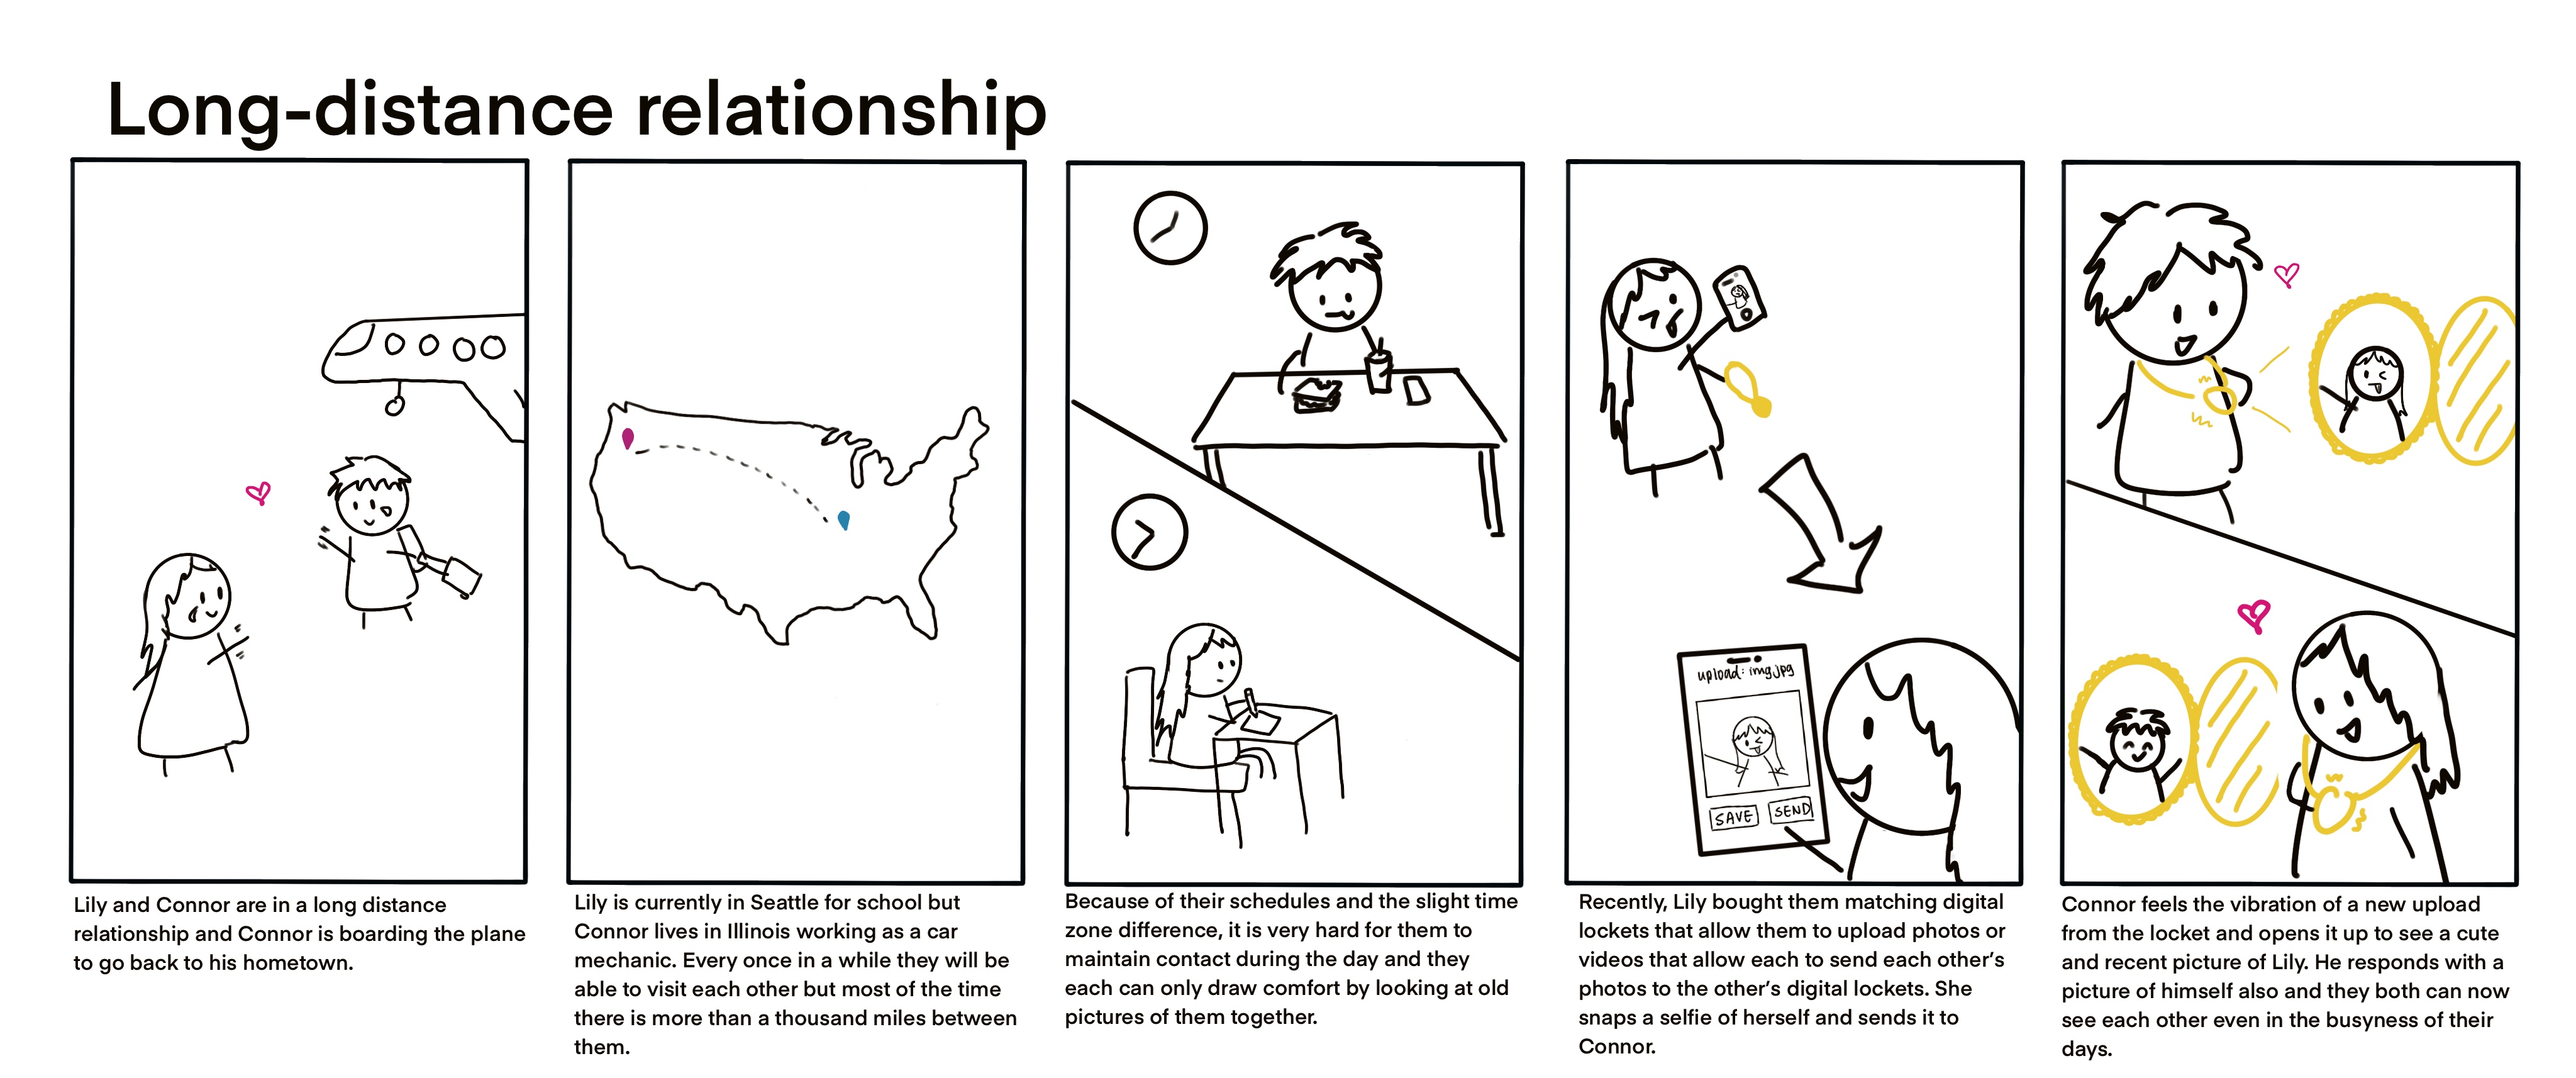 Long-distance relationship
upload: img.jpg
SAVE SEND
Lily and Connor are in a long distance
relationship and Connor is boarding the plane
to go back to his hometown.
Lily is currently in Seattle for school but
Connor lives in Illinois working as a car
mechanic. Every once in a while they will be
able to visit each other but most of the time
there is more than a thousand miles between
them.
Because of their schedules and the slight time
zone difference, it is very hard for them to
maintain contact during the day and they
each can only draw comfort by looking at old
pictures of them together.
Recently, Lily bought them matching digital
lockets that allow them to upload photos or
videos that allow each to send each other's
photos to the other's digital lockets. She
snaps a selfie of herself and sends it to
Connor.
Connor feels the vibration of a new upload
from the locket and opens it up to see a cute
and recent picture of Lily. He responds with a
picture of himself also and they both can now
see each other even in the busyness of their
days.